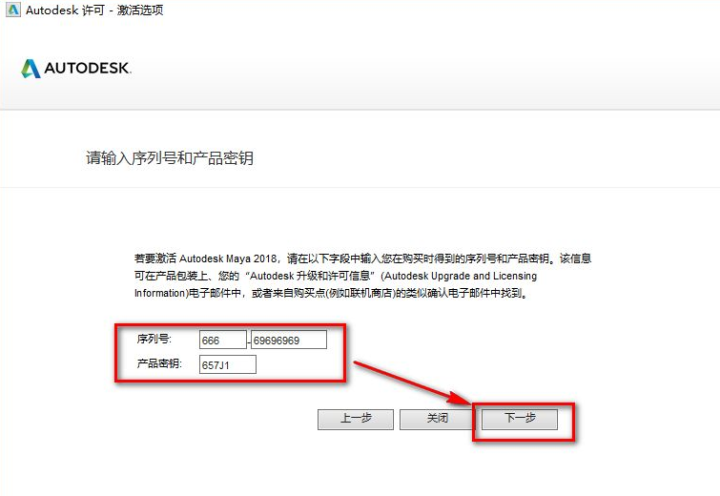 Autodesk 许可 - 激活选项
AUTODESK.
请输入序列号和产品密钥
若要激活 Autodesk Maya 2018，请在以下字段中输入您在购买时得到的序列号和产品密钥。该信息
可在产品包装上、您的“Autodesk 升级和许可信息”(Autodesk Upgrade and Licensing
Information)电子邮件中，或者来自购买点(例如联机商店)的类似确认电子邮件中找到。
序列号: 666 - 69696969
产品密钥: 657J1
上一步 关闭 下一步